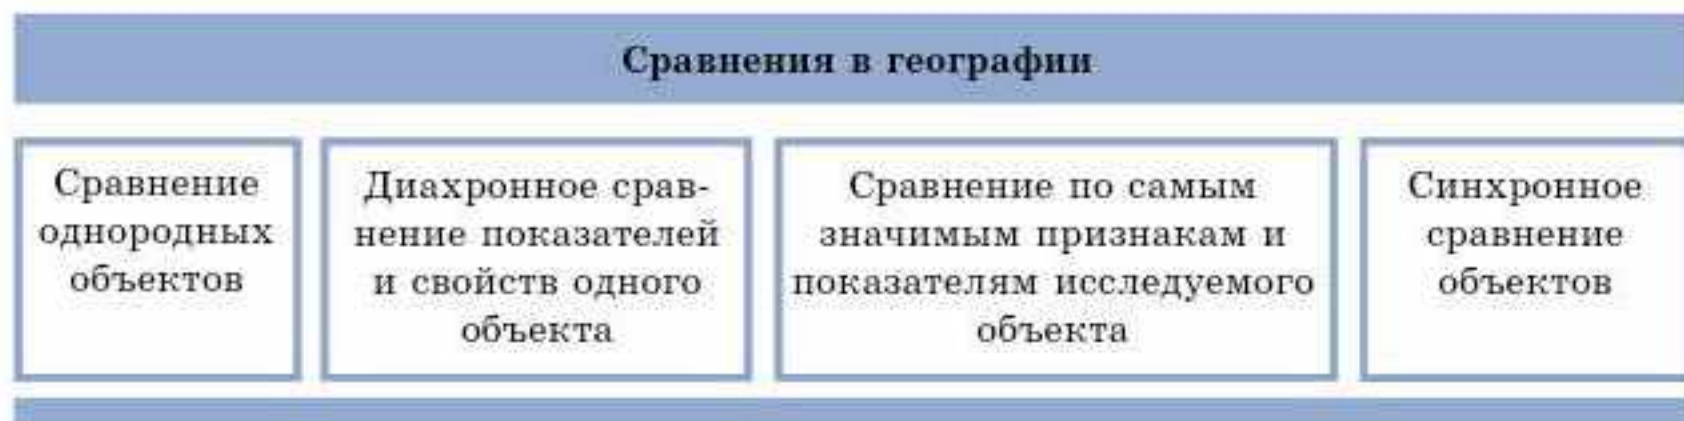 Сравнения в географии
Сравнение
однородных
объектов
Диахронное срав-
нение показателей
и свойств одного
объекта
Сравнение по самым
значимым признакам и
показателям исследуемого
объекта
Синхронное
сравнение
объектов